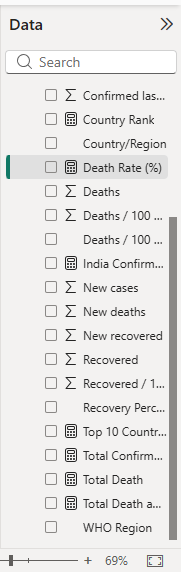 Data
Search
Confirmed las...
Country Rank
Country/Region
Death Rate (%)
Deaths
Deaths / 100 ...
Deaths / 100 ...
India Confirm...
New cases
New deaths
New recovered
Recovered
Recovered / 1...
Recovery Perc...
Top 10 Countr...
Total Confirm...
Total Death
Total Death a...
WHO Region
69%